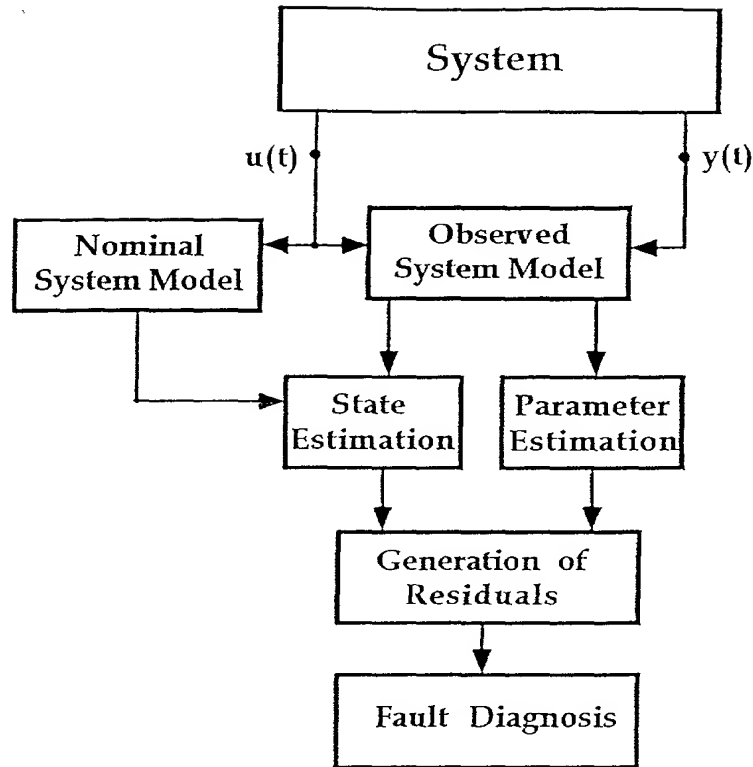 System
u(t)
y(t)
Nominal
System Model
Observed
System Model
State
Estimation
Parameter
Estimation
Generation of
Residuals
Fault Diagnosis